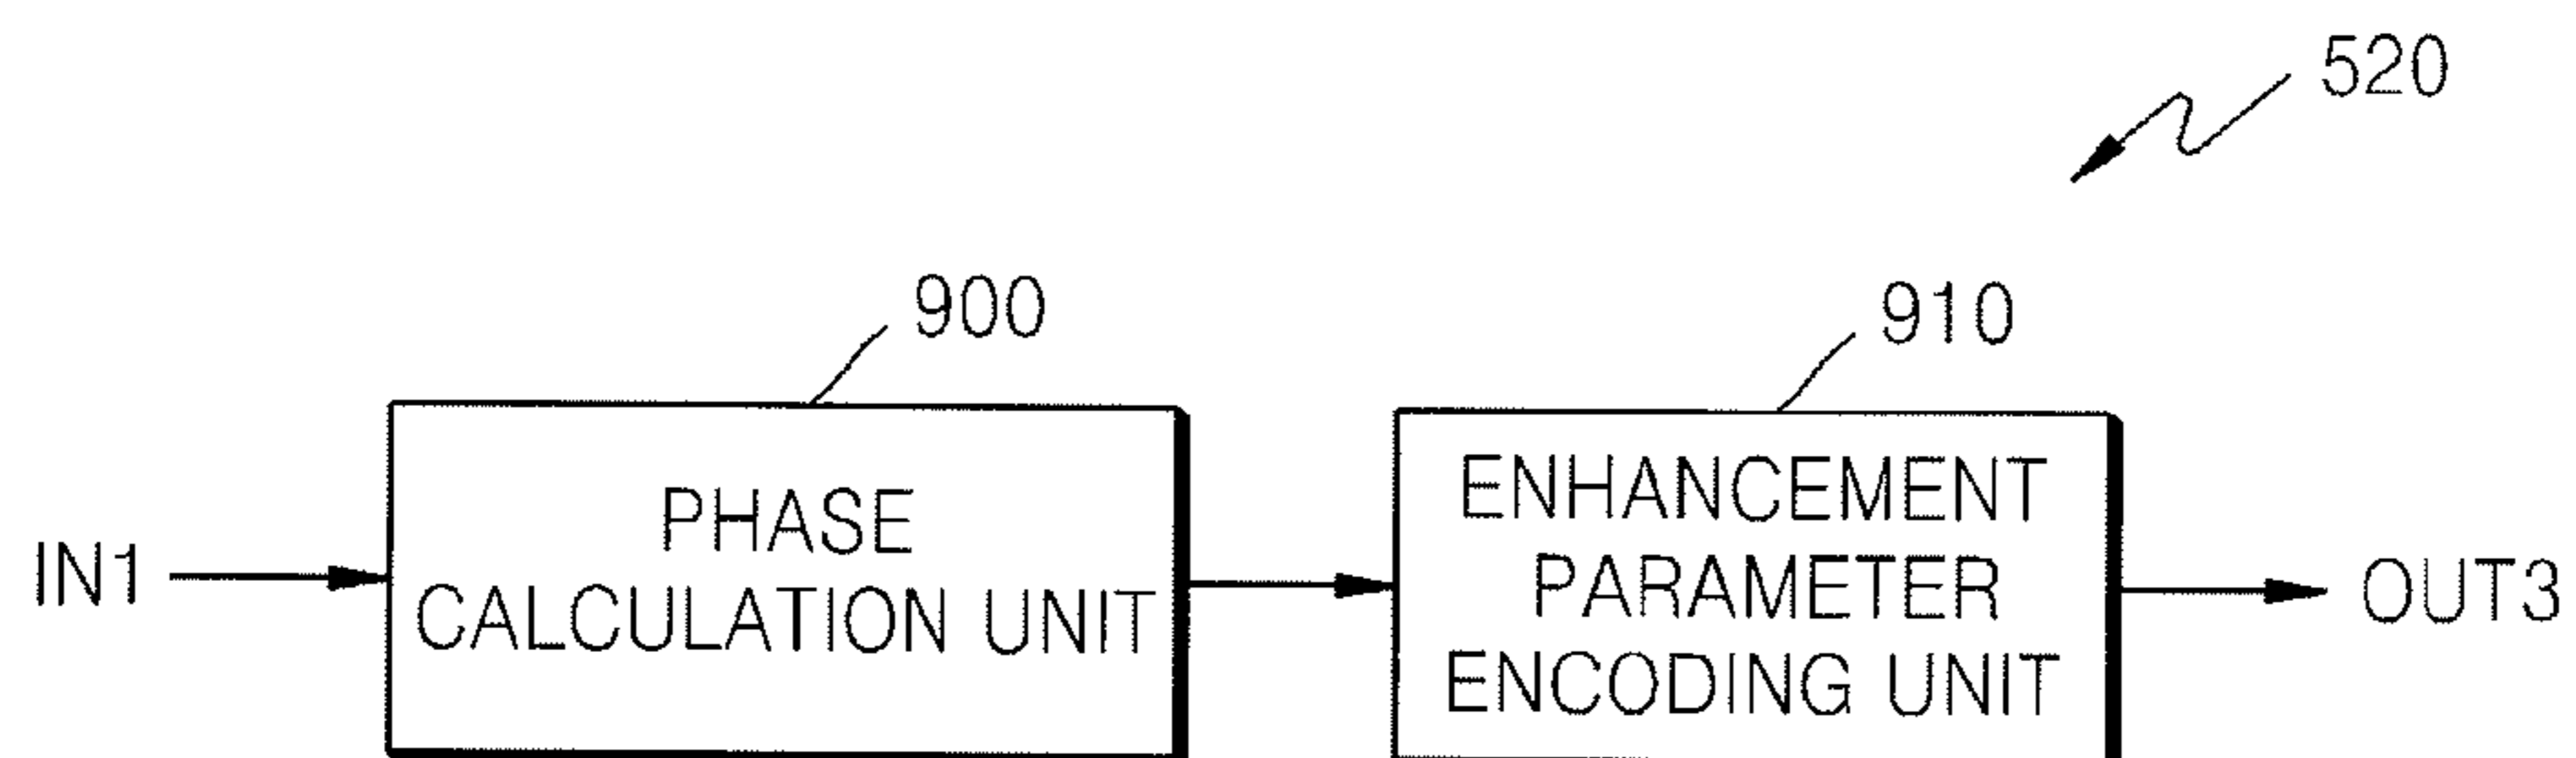 520
900
910
IN1
PHASE
CALCULATION UNIT
ENHANCEMENT
PARAMETER
ENCODING UNIT
OUT3